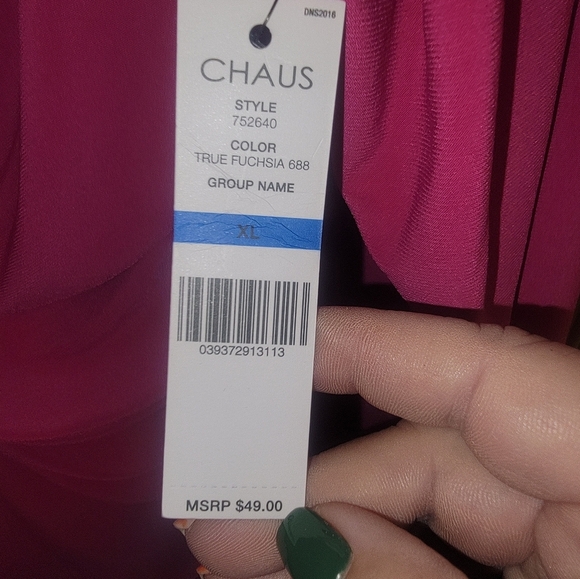 DNS2016
CHAUS
STYLE
752640
COLOR
TRUE FUCHSIA 688
GROUP NAME
XL
039372913113
MSRP $49.00